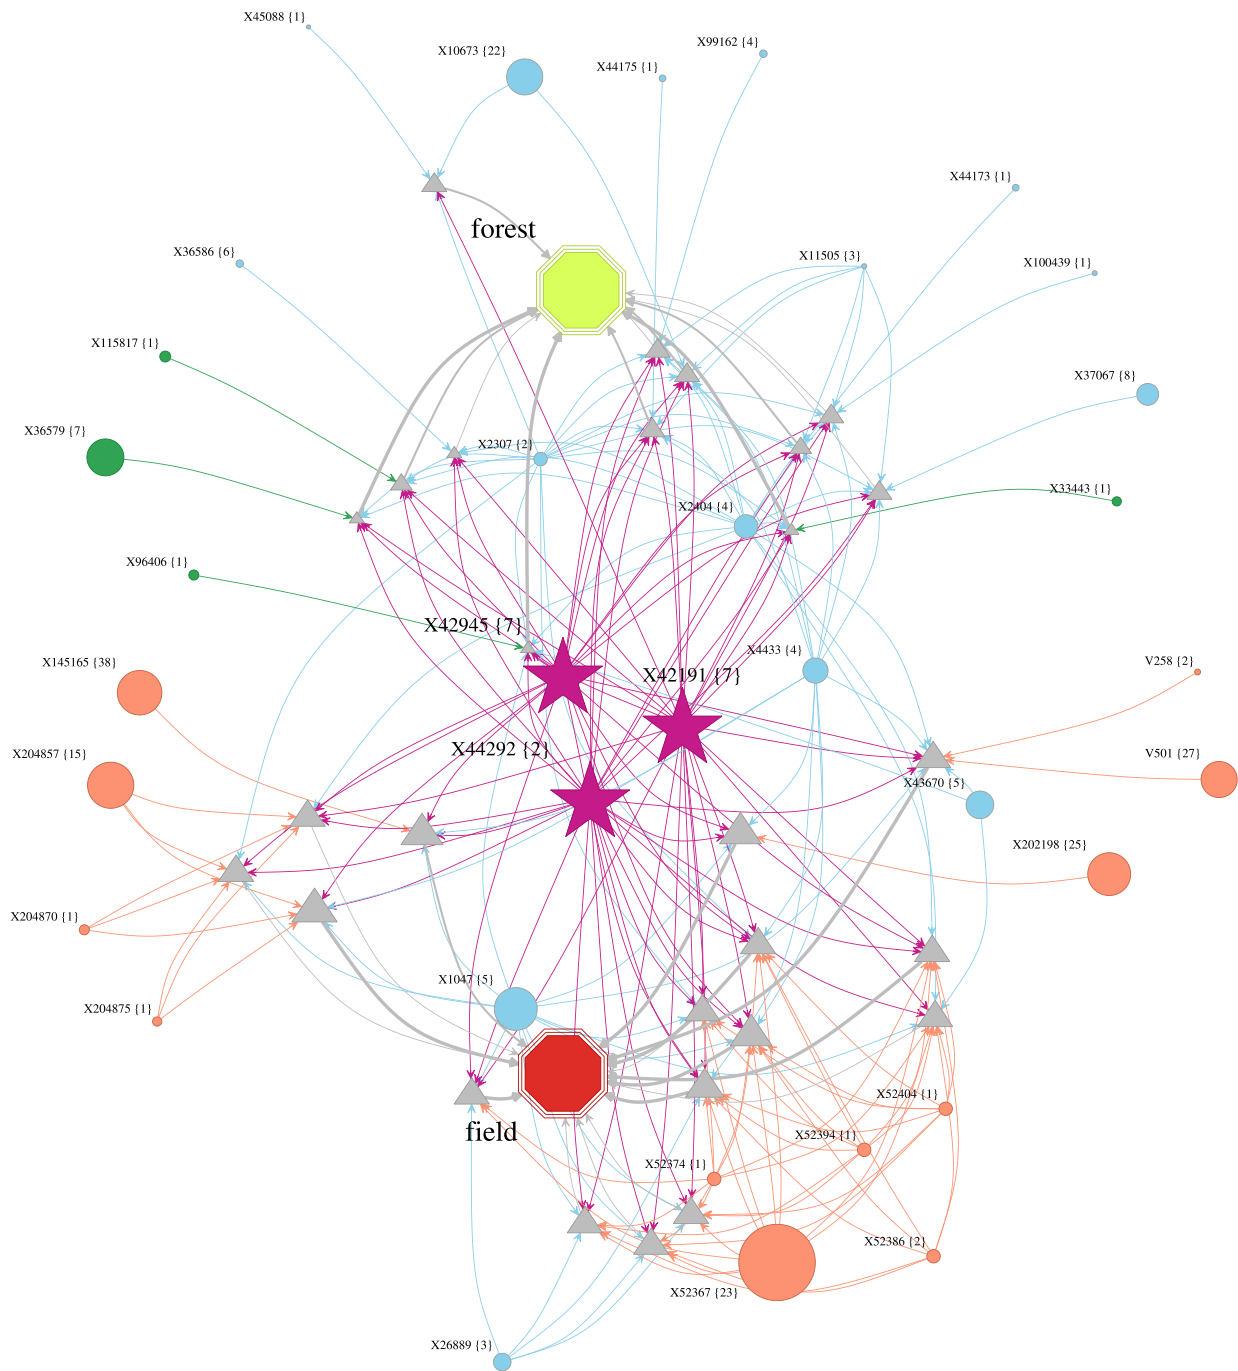 X45088 {1}
X10673 {22}
X99162 {4}
X44175 {1}
X44173 {1}
forest
X36586 {6}
X11505 {3}
X100439 {1}
X115817 {1}
X37067 {8}
X36579 {7}
X2307 {2}
X33443 {1}
X2404 {4}
X96406 {1}
X42945 {7}
X4433 {4}
X145165 {38}
V258 {2}
X42191 {7}
X44292 {2}
X204857 {15}
V501 {27}
X43670 {5}
X202198 {25}
X204870 {1}
X1047 {5}
X204875 {1}
X52404 {1}
field
X52394 {1}
X52374 {1}
X52386 {2}
X52367 {23}
X26889 {3}